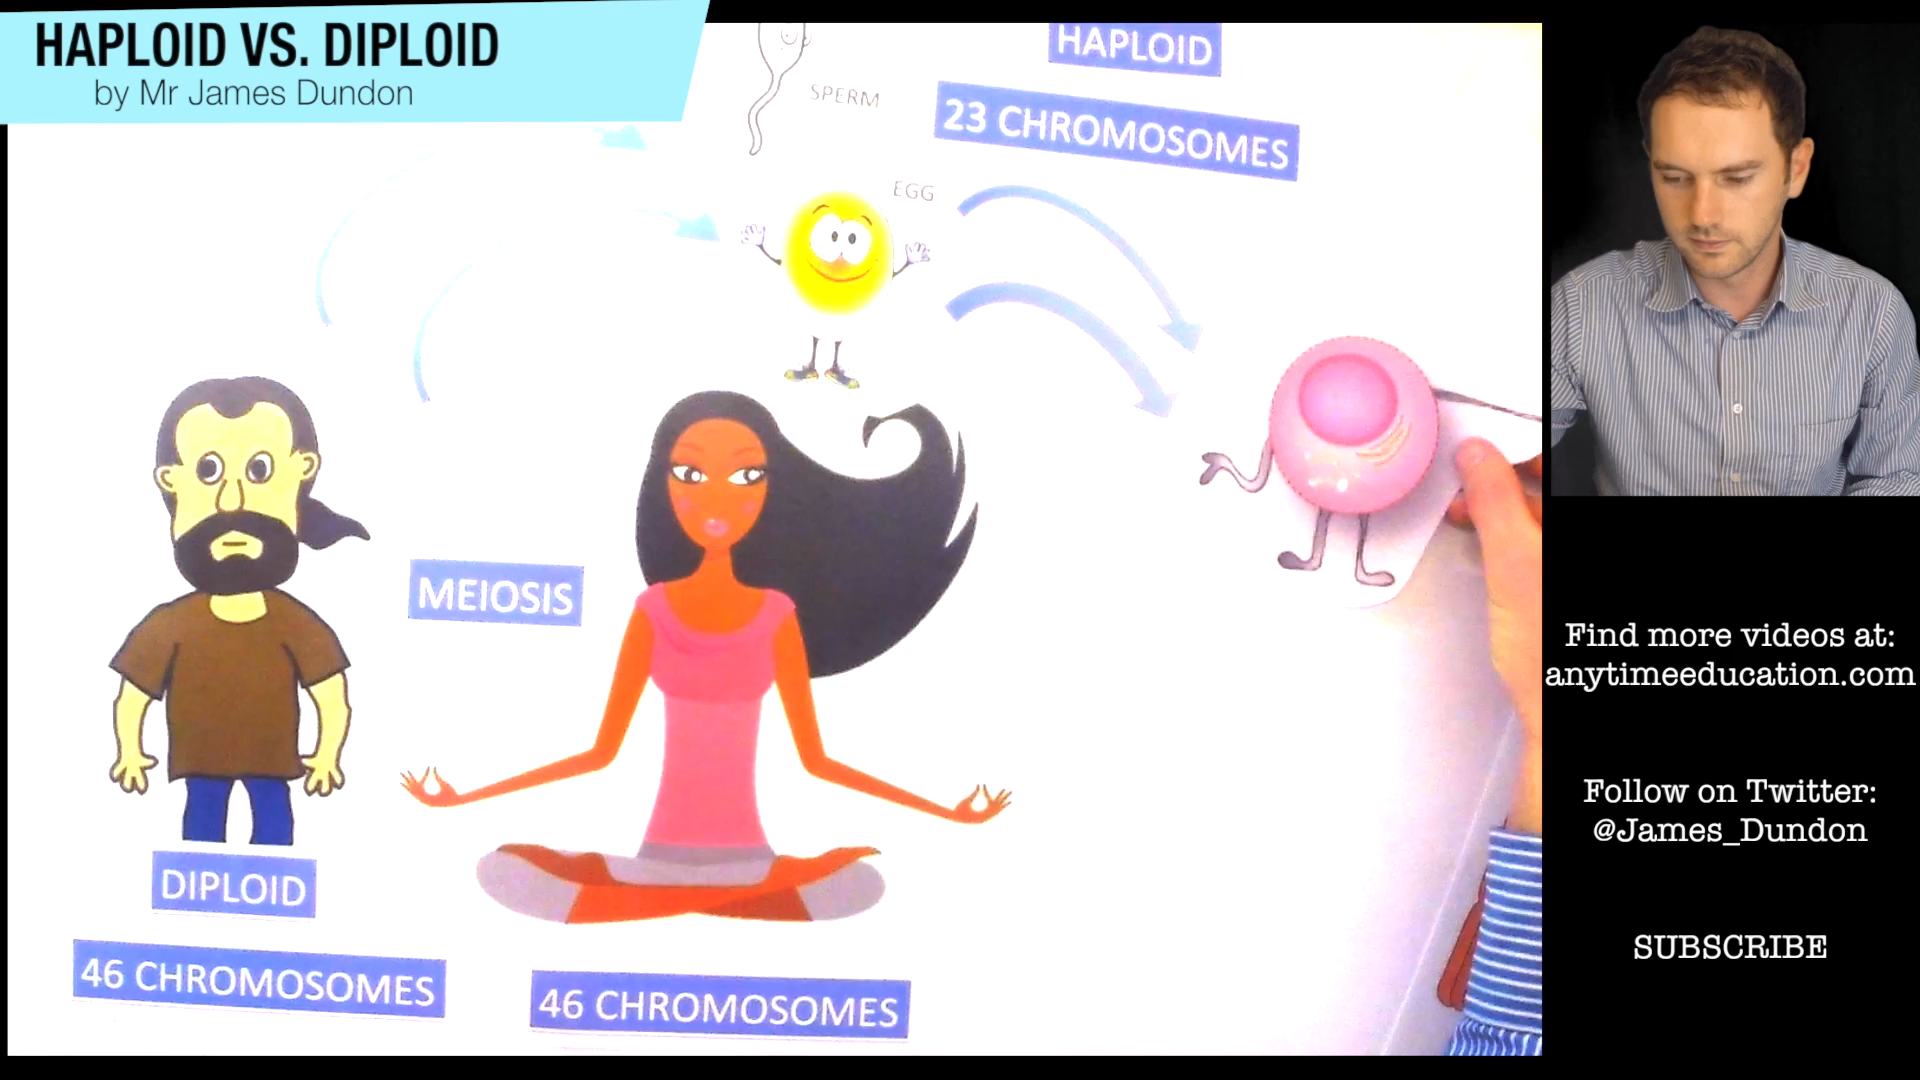 HAPLOID VS. DIPLOID
by Mr James Dundon
HAPLOID
SPERM
23 CHROMOSOMES
EGG
MEIOSIS
DIPLOID
46 CHROMOSOMES
46 CHROMOSOMES
Find more videos at:
anytimeeducation.com
Follow on Twitter:
@James_Dundon
SUBSCRIBE